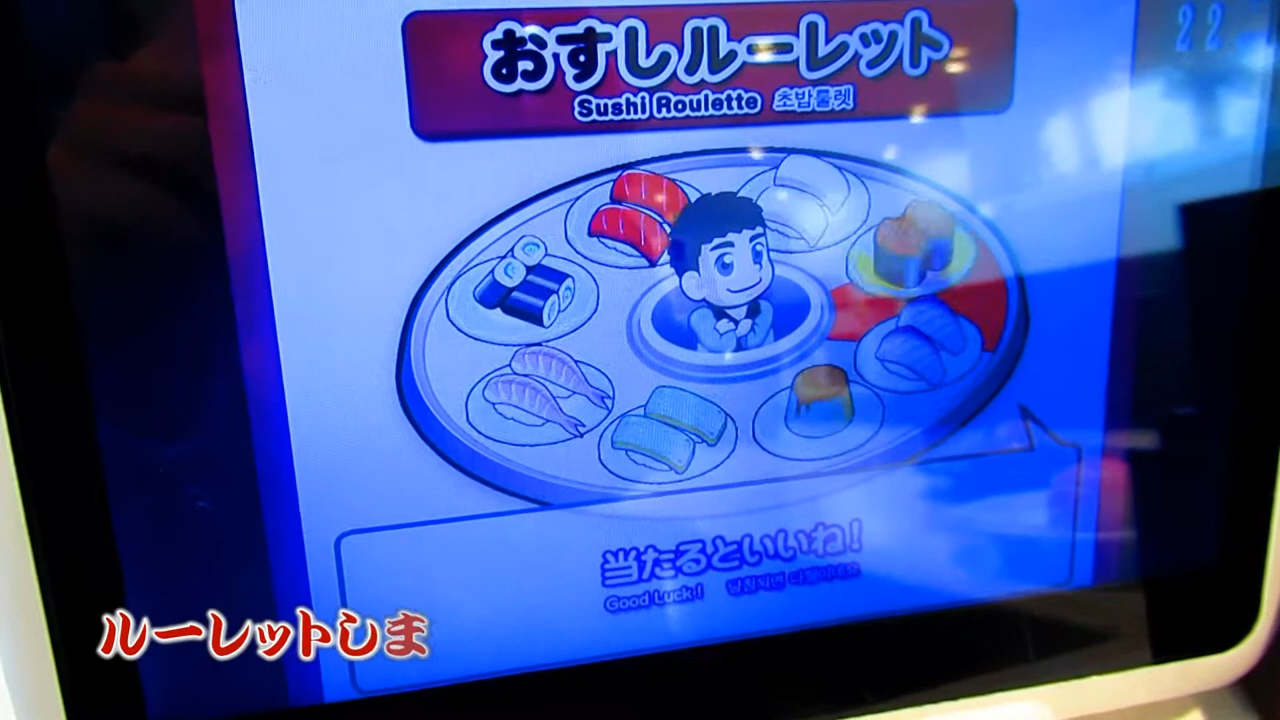 おすしルーレット
22
Sushi Roulette 초밥룰렛
当たるといいね!
Good Luck!
ルーレットしま